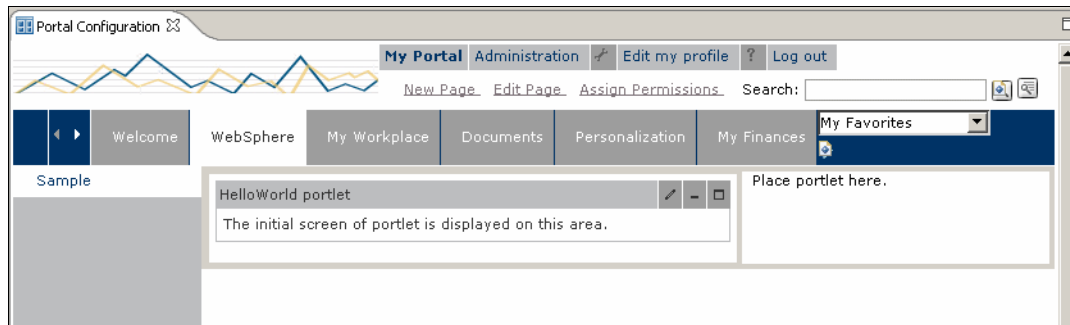 Portal Configuration
My Portal Administration Edit my profile ? Log out
New Page Edit Page Assign Permissions Search:
Welcome WebSphere My Workplace Documents Personalization My Finances My Favorites
Sample
HelloWorld portlet
Place portlet here.
The initial screen of portlet is displayed on this area.